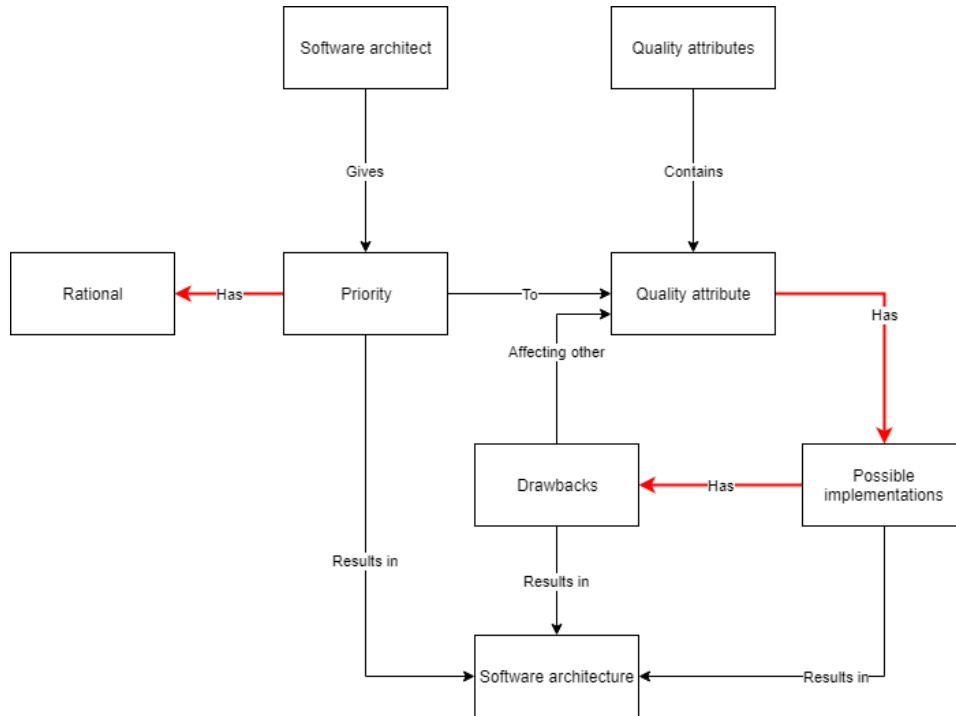 Software architect
Quality attributes
Gives
Contains
Rational
Has
Priority
To
Quality attribute
Has
Affecting other
Drawbacks
Has
Possible
implementations
Results in
Results in
Software architecture
Results in